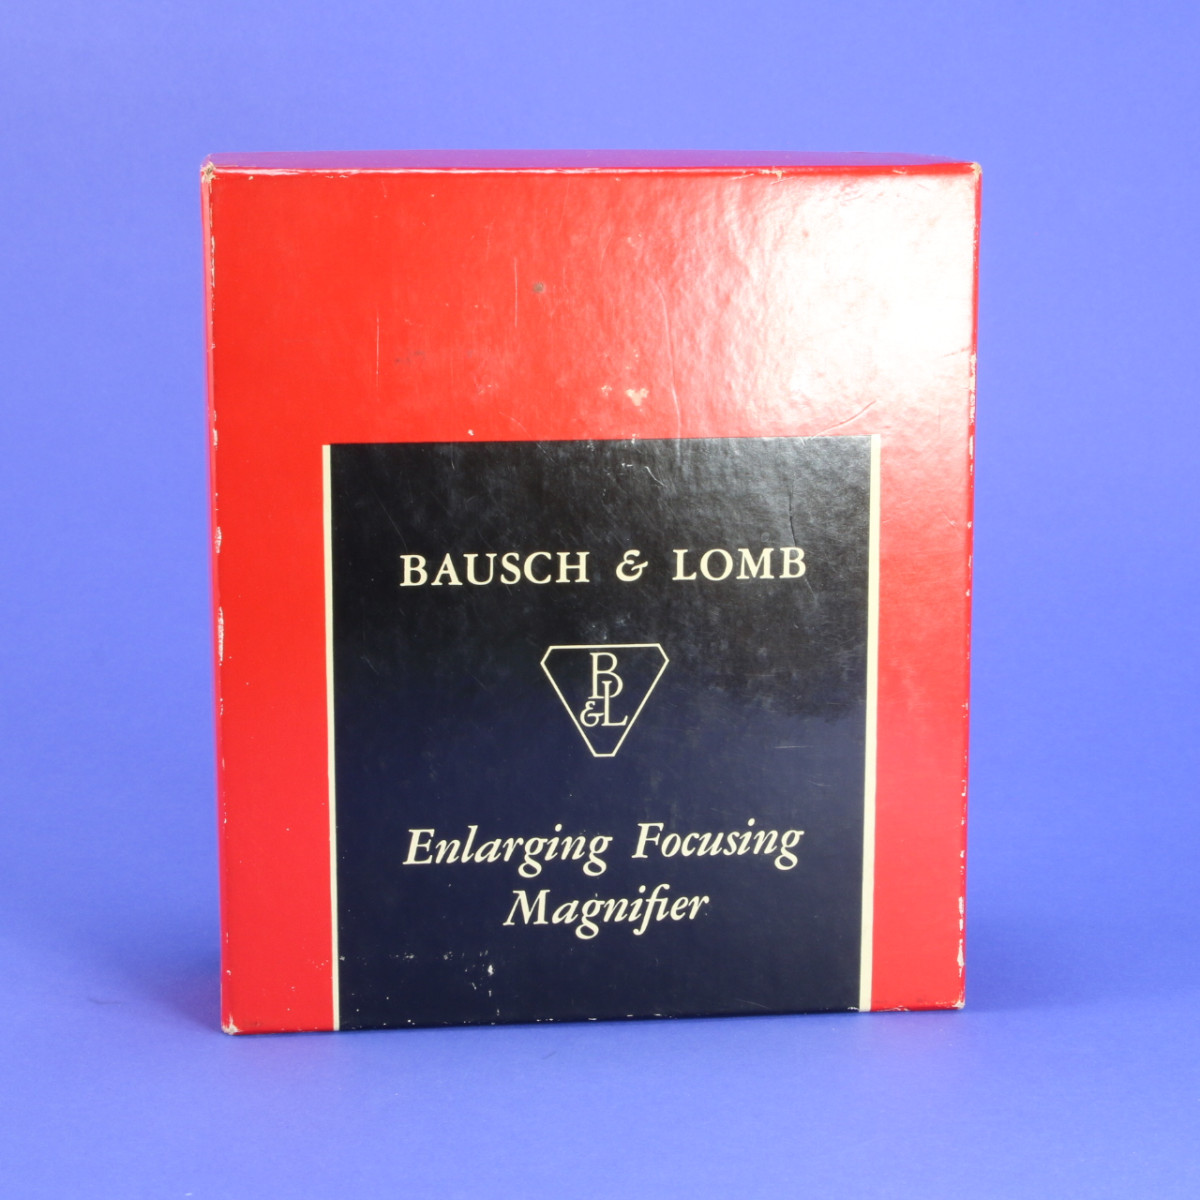 BAUSCH & LOMB
B
&L
Enlarging Focusing
Magnifier